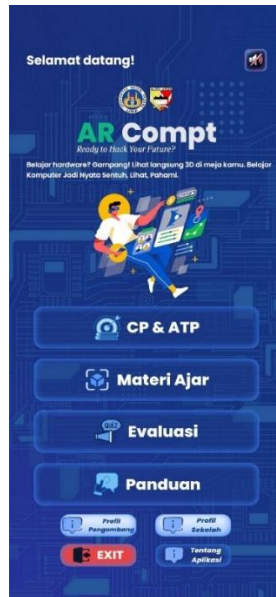 Selamat datang!
AR Compt
Ready to Hack Your Future?
Belajar hardware? Gampang! Lihat langsung 3D di meja kamu. Belajar
Komputer Jadi Nyata Sentuh, Lihat, Pahami.
CP & ATP
Materi Ajar
QUIZ
Evaluasi
Panduan
Profil
Pengembang
Profil
Sekolah
EXIT
Tentang
Aplikasi